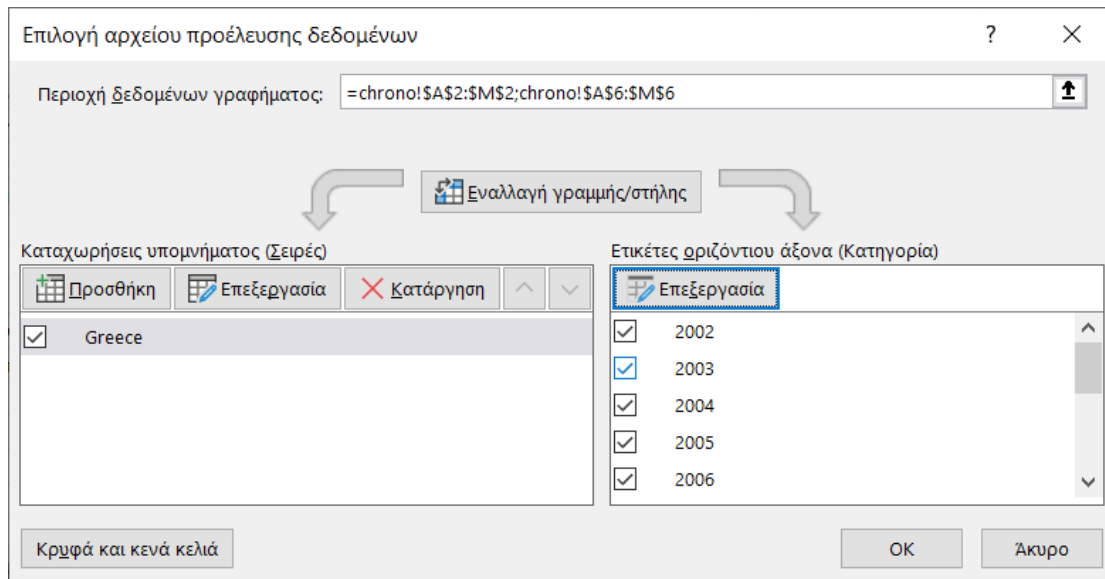 Επιλογή αρχείου προέλευσης δεδομένων ?
Περιοχή δεδομένων γραφήματος: =chrono!$A$2:$M$2;chrono!$A$6:$M$6
Εναλλαγή γραμμής/στήλης
Καταχωρήσεις υπομνήματος (Σειρές)
Προσθήκη Επεξεργασία Κατάργηση
Greece
Ετικέτες οριζόντιου άξονα (Κατηγορία)
Επεξεργασία
2002
2003
2004
2005
2006
Κρυφά και κενά κελιά
OK Άκυρο